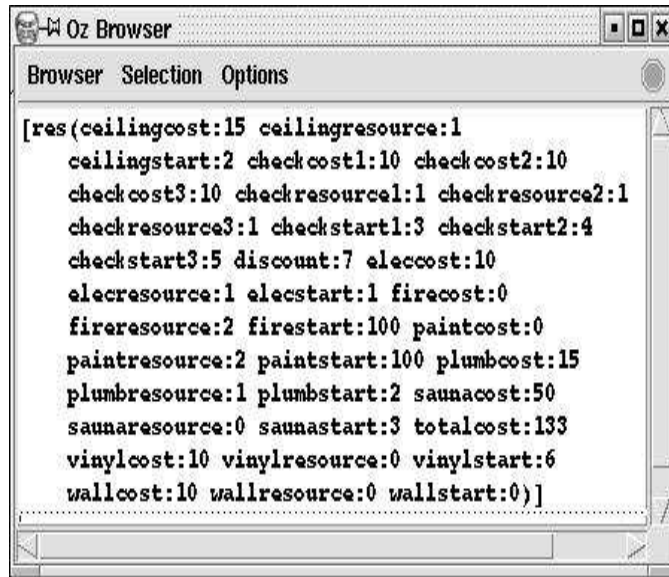 Oz Browser
Browser Selection Options
[res(ceilingcost:15 ceilingresource:1
ceilingstart:2 checkcost1:10 checkcost2:10
checkcost3:10 checkresource1:1 checkresource2:1
checkresource3:1 checkstart1:3 checkstart2:4
checkstart3:5 discount:7 eleccost:10
elecresource:1 elecstart:1 firecost:0
fireresource:2 firestart:100 paintcost:0
paintresource:2 paintstart:100 plumbcost:15
plumbresource:1 plumbstart:2 saunacost:50
saunaresource:0 saunastart:3 totalcost:133
vinylcost:10 vinylresource:0 vinylstart:6
wallcost:10 wallresource:0 wallstart:0)]